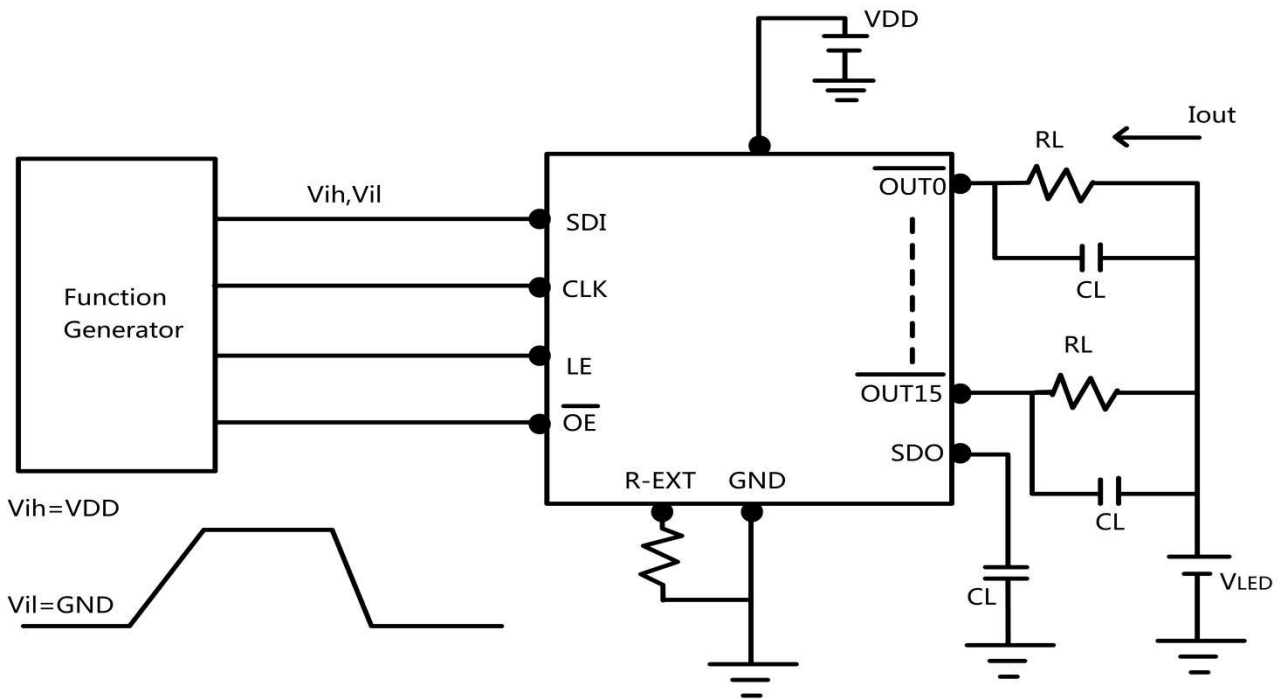 VDD
Iout
RL
OUT0
Vih,Vil
SDI
CL
CLK
Function
Generator
RL
LE
OUT15
OE
SDO
R-EXT GND
Vih=VDD
CL
VLED
CL
Vil=GND